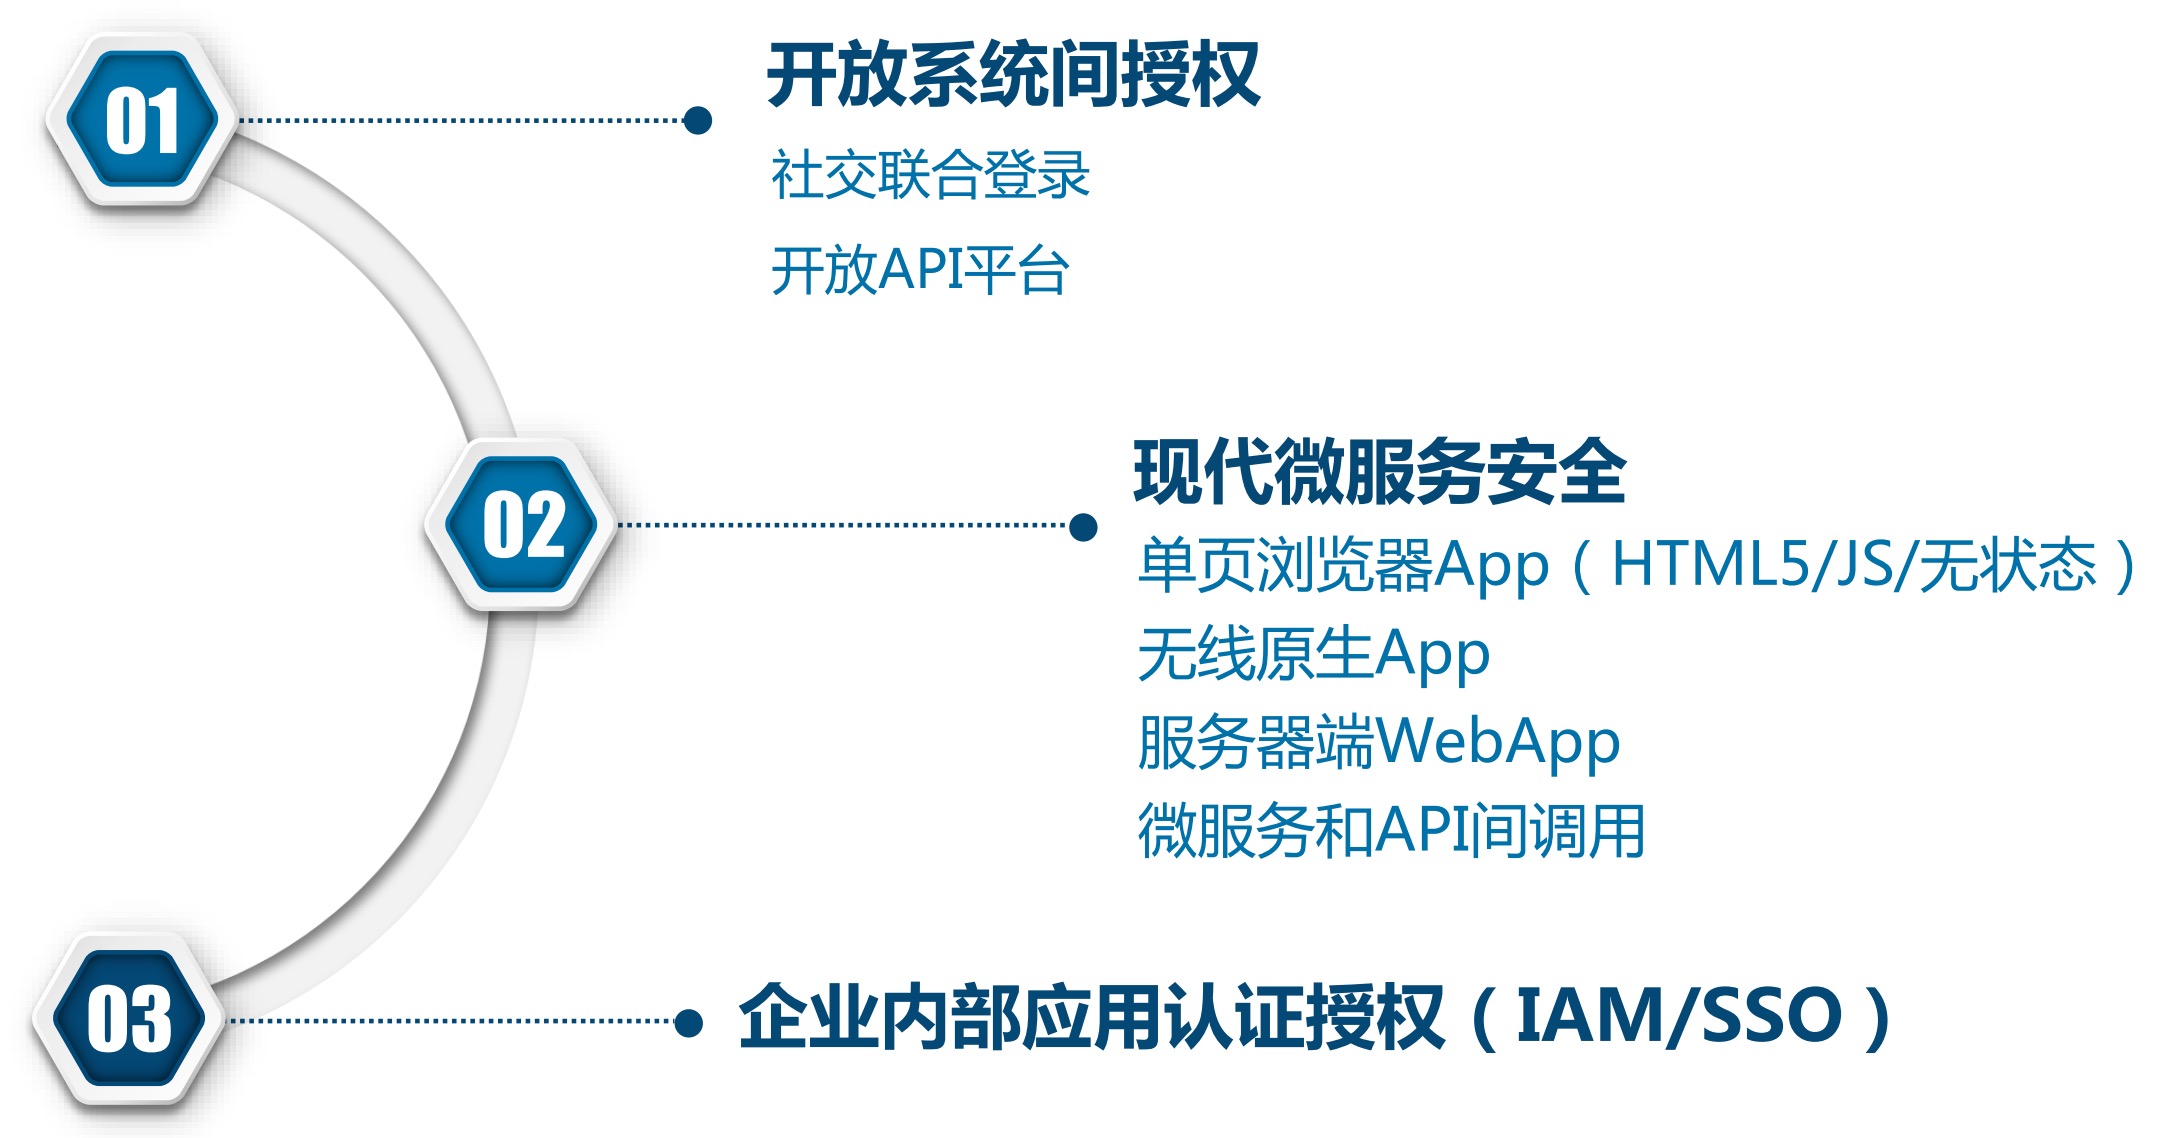 01
开放系统间授权
社交联合登录
开放API平台
02
现代微服务安全
单页浏览器App（HTML5/JS/无状态）
无线原生App
服务器端WebApp
微服务和API间调用
03
企业内部应用认证授权（IAM/SSO）